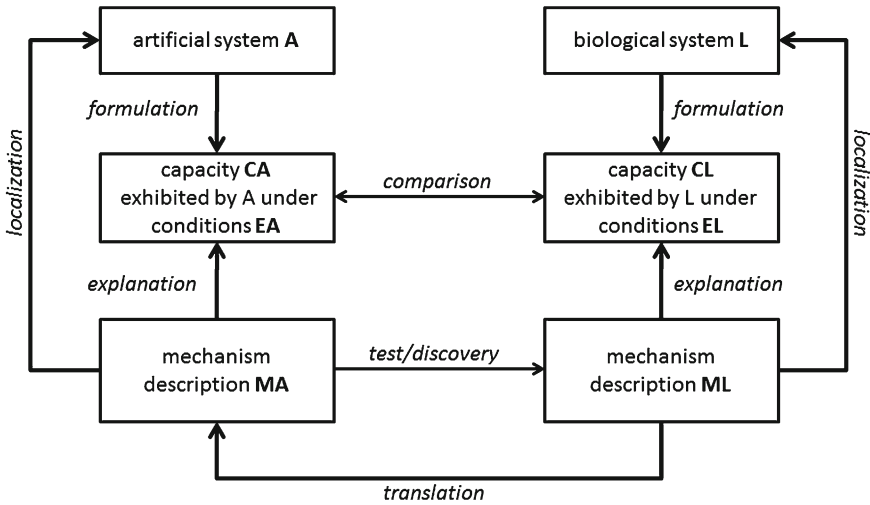 artificial system A
biological system L
formulation
formulation
localization
localization
capacity CA
exhibited by A under
conditions EA
comparison
capacity CL
exhibited by L under
conditions EL
explanation
explanation
mechanism
description MA
test/discovery
mechanism
description ML
translation